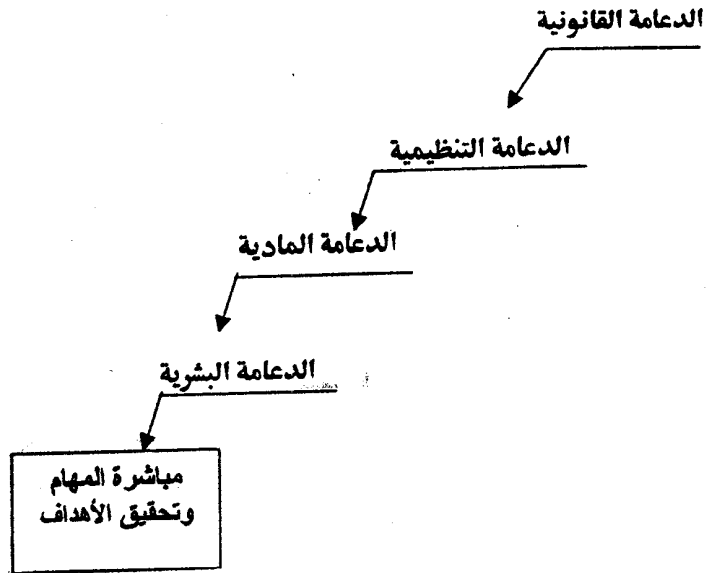 الدعامة القانونية
الدعامة التنظيمية
الدعامة المادية
الدعامة البشرية
مباشرة المهام
وتحقيق الأهداف